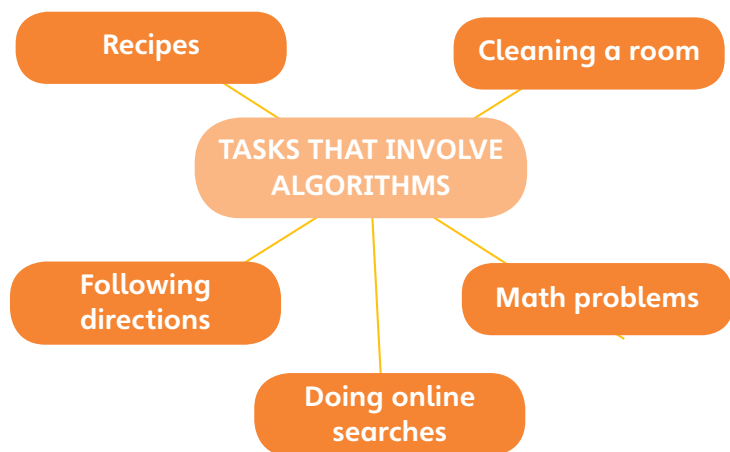 Recipes
Cleaning a room
TASKS THAT INVOLVE
ALGORITHMS
Following
directions
Math problems
Doing online
searches